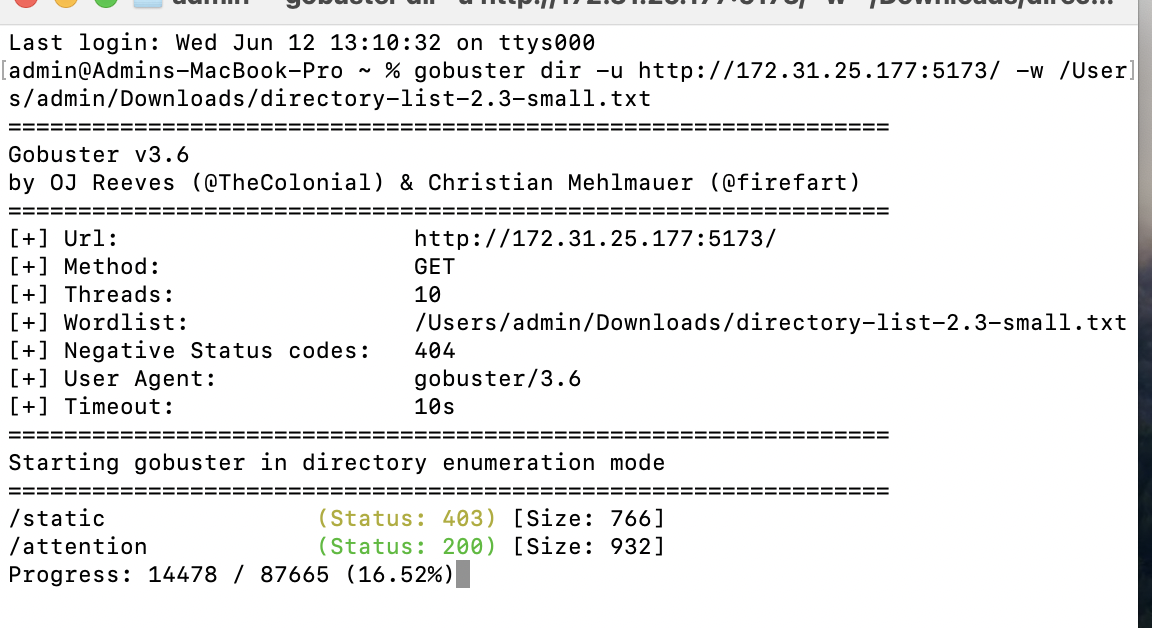 admin — gobuster dir -u http://172.31.25.177:5173/ -w ~/Downloads/direc...
Last login: Wed Jun 12 13:10:32 on ttys000
[admin@Admins-MacBook-Pro ~ % gobuster dir -u http://172.31.25.177:5173/ -w /User]
s/admin/Downloads/directory-list-2.3-small.txt
===============================================================
Gobuster v3.6
by OJ Reeves (@TheColonial) & Christian Mehlmauer (@firefart)
===============================================================
[+] Url:                     http://172.31.25.177:5173/
[+] Method:                  GET
[+] Threads:                 10
[+] Wordlist:                /Users/admin/Downloads/directory-list-2.3-small.txt
[+] Negative Status codes:   404
[+] User Agent:              gobuster/3.6
[+] Timeout:                 10s
===============================================================
Starting gobuster in directory enumeration mode
===============================================================
/static               (Status: 403) [Size: 766]
/attention            (Status: 200) [Size: 932]
Progress: 14478 / 87665 (16.52%)